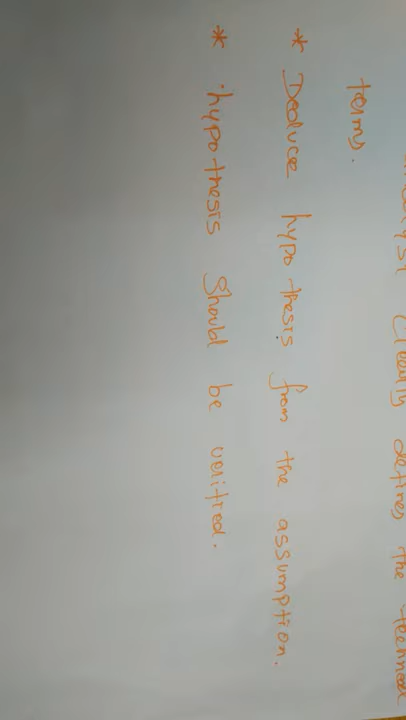 clearly defines the technical
terms.
* Deduce hypothesis from the assumption.
* hypothesis should be verified.